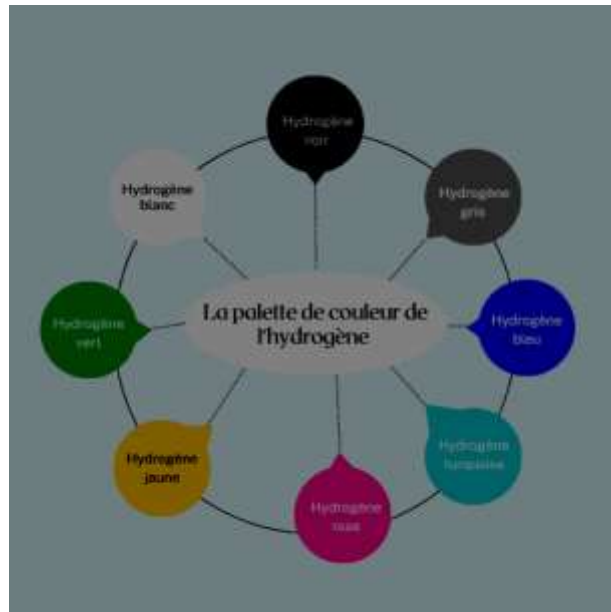 Hydrogène
noir
Hydrogène
gris
Hydrogène
bleu
Hydrogène
turquoise
Hydrogène
rose
Hydrogène
jaune
Hydrogène
vert
Hydrogène
blanc
La palette de couleur de
l'hydrogène